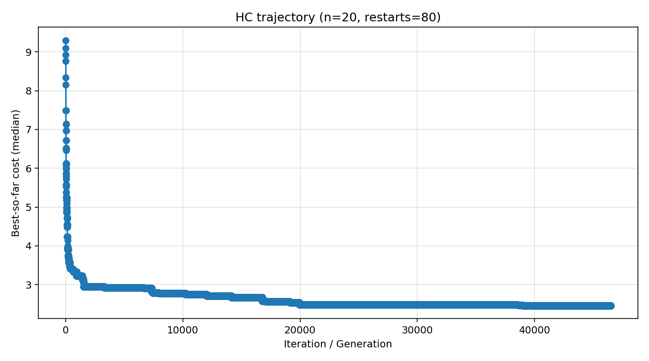 HC trajectory (n=20, restarts=80)
Best-so-far cost (median)
9
8
7
6
5
4
3
0 10000 20000 30000 40000
Iteration / Generation